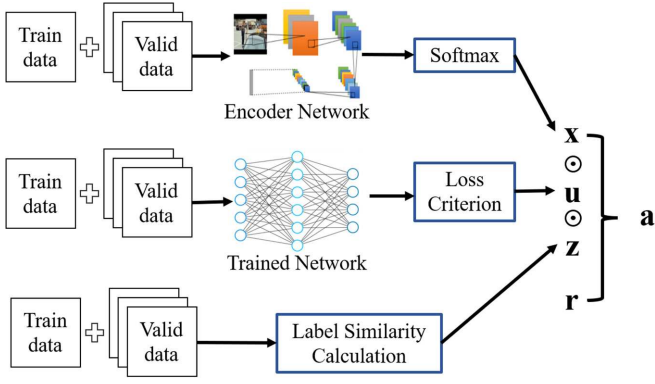 Train
data
Valid
data
Encoder Network
Softmax
Train
data
Valid
data
Trained Network
Loss
Criterion
Train
data
Valid
data
Label Similarity
Calculation
x
⊙
u
⊙
z
r
a